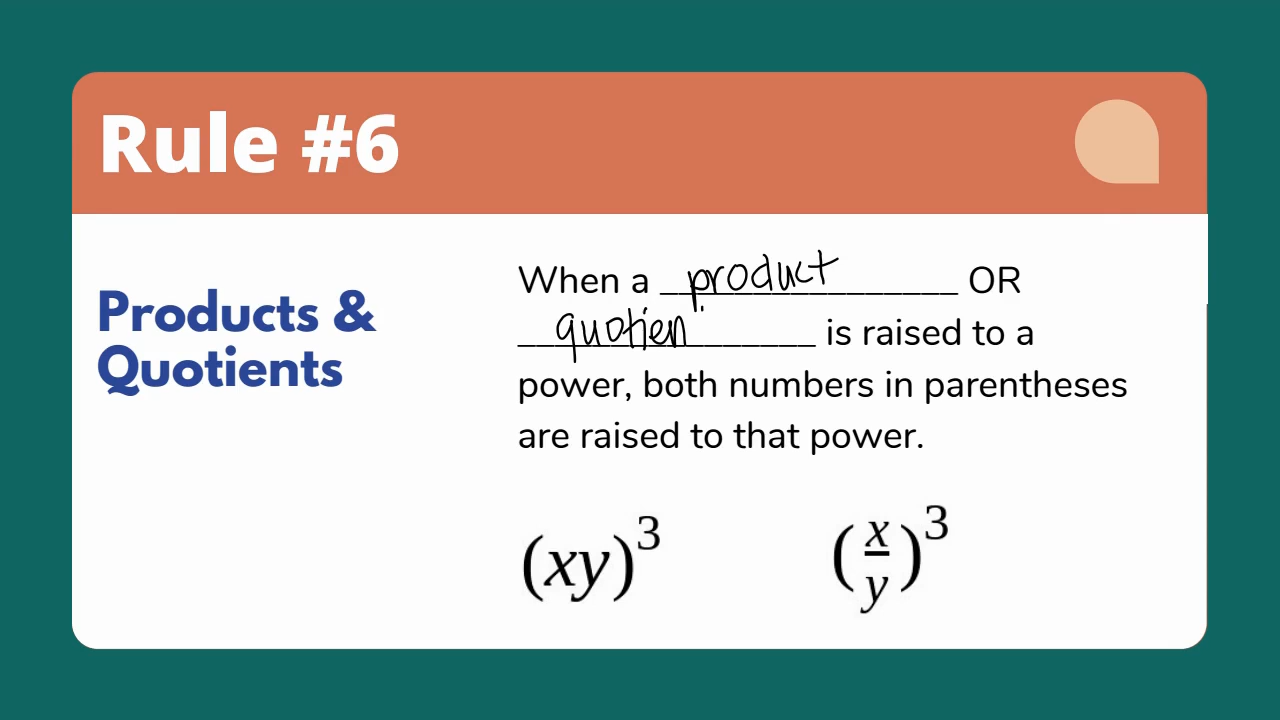 Rule #6
Products &
Quotients
When a product OR
quotien is raised to a
power, both numbers in parentheses
are raised to that power.
(xy)³
(x/y)³